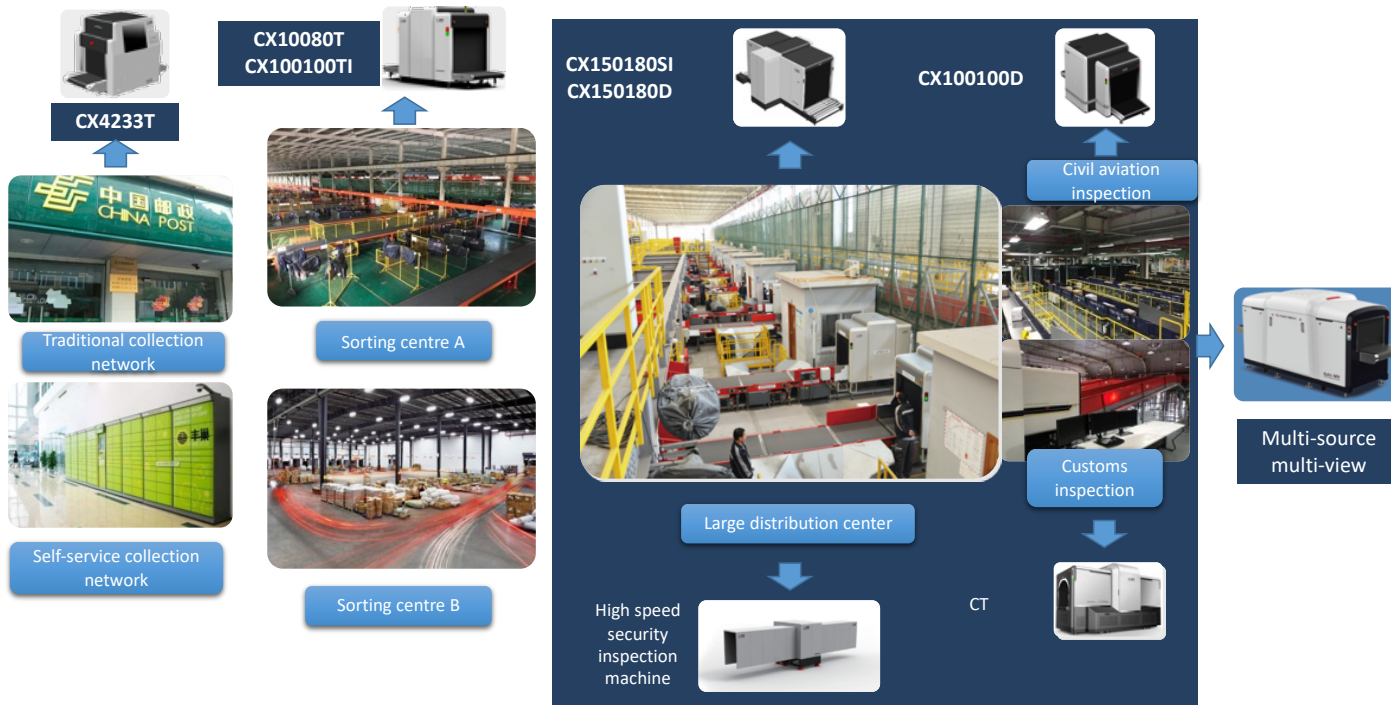 CX4233T
中国邮政
CHINA POST
Traditional collection
network
丰巢
Self-service collection
network
CX10080T
CX100100TI
Sorting centre A
Sorting centre B
CX150180SI
CX150180D
Large distribution center
High speed
security
inspection
machine
CX100100D
Civil aviation
inspection
Customs
inspection
CT
Multi-source
multi-view